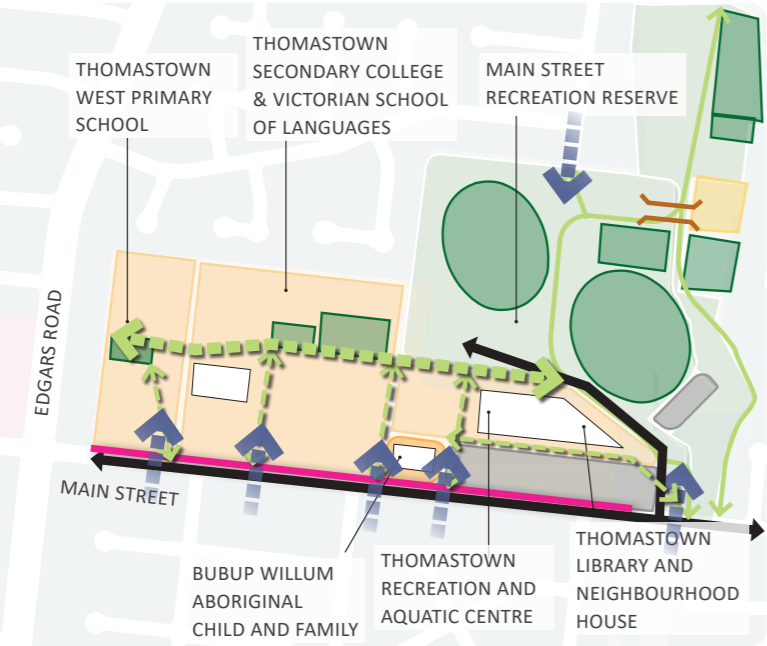 THOMASTOWN
WEST PRIMARY
SCHOOL
THOMASTOWN
SECONDARY COLLEGE
& VICTORIAN SCHOOL
OF LANGUAGES
MAIN STREET
RECREATION RESERVE
EDGARS ROAD
MAIN STREET
BUBUP WILLUM
ABORIGINAL
CHILD AND FAMILY
THOMASTOWN
RECREATION AND
AQUATIC CENTRE
THOMASTOWN
LIBRARY AND
NEIGHBOURHOOD
HOUSE